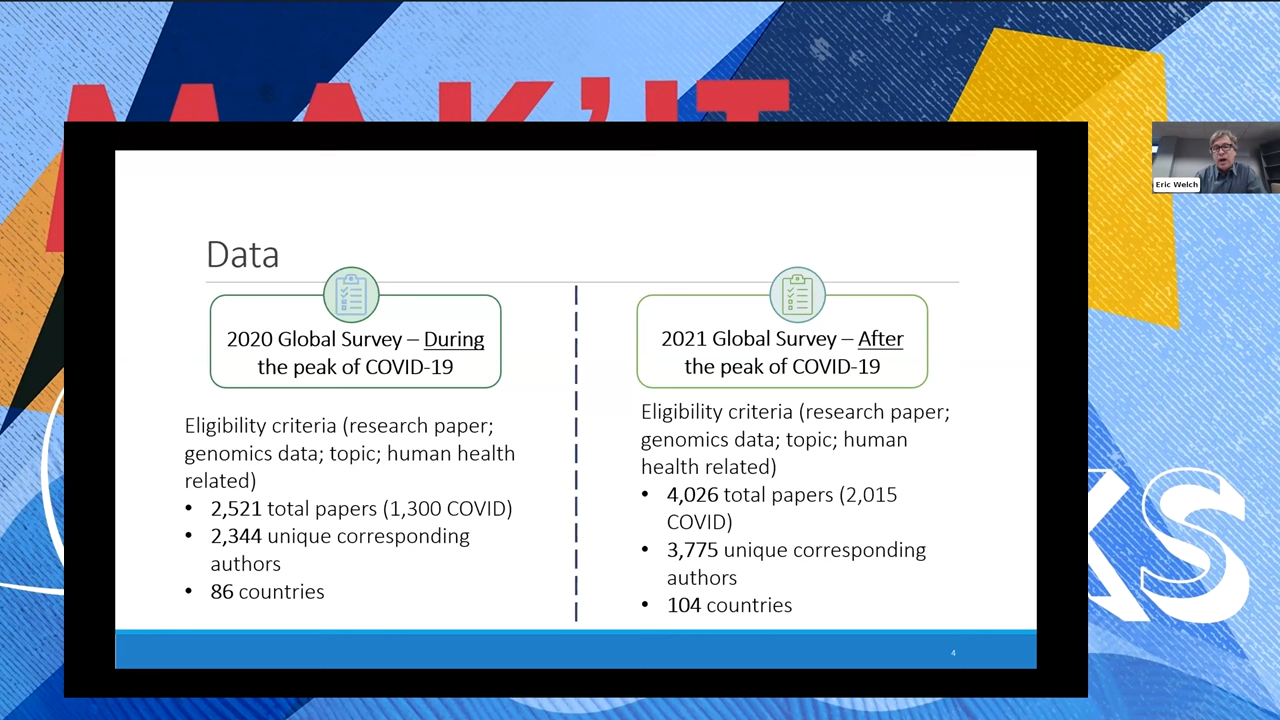 MAK'IT
Eric Welch
Data
2020 Global Survey – During
the peak of COVID-19
Eligibility criteria (research paper;
genomics data; topic; human health
related)
• 2,521 total papers (1,300 COVID)
• 2,344 unique corresponding
authors
• 86 countries
2021 Global Survey – After
the peak of COVID-19
Eligibility criteria (research paper;
genomics data; topic; human
health related)
• 4,026 total papers (2,015
COVID)
• 3,775 unique corresponding
authors
• 104 countries
4